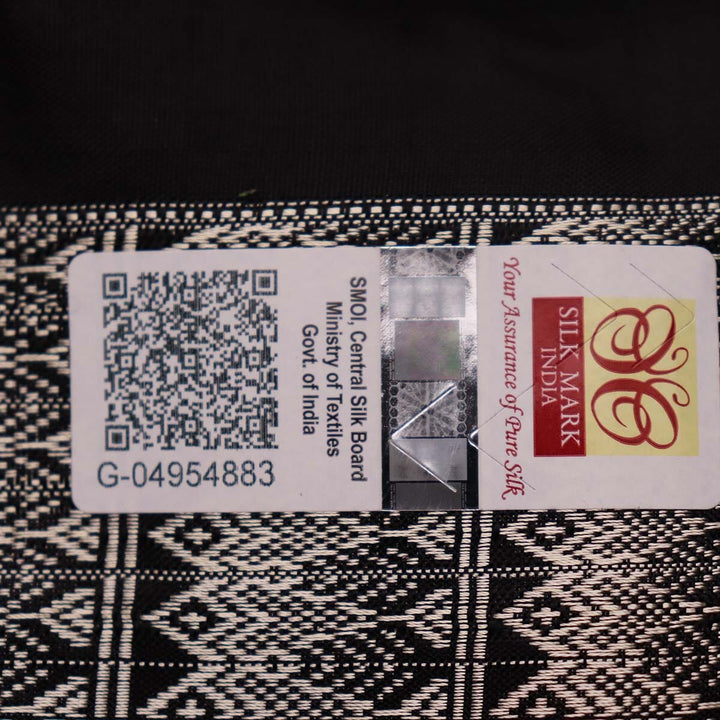 G-04954883
SMOI, Central Silk Board
Ministry of Textiles
Govt. of India
Your Assurance of Pure Silk
SILK MARK
INDIA